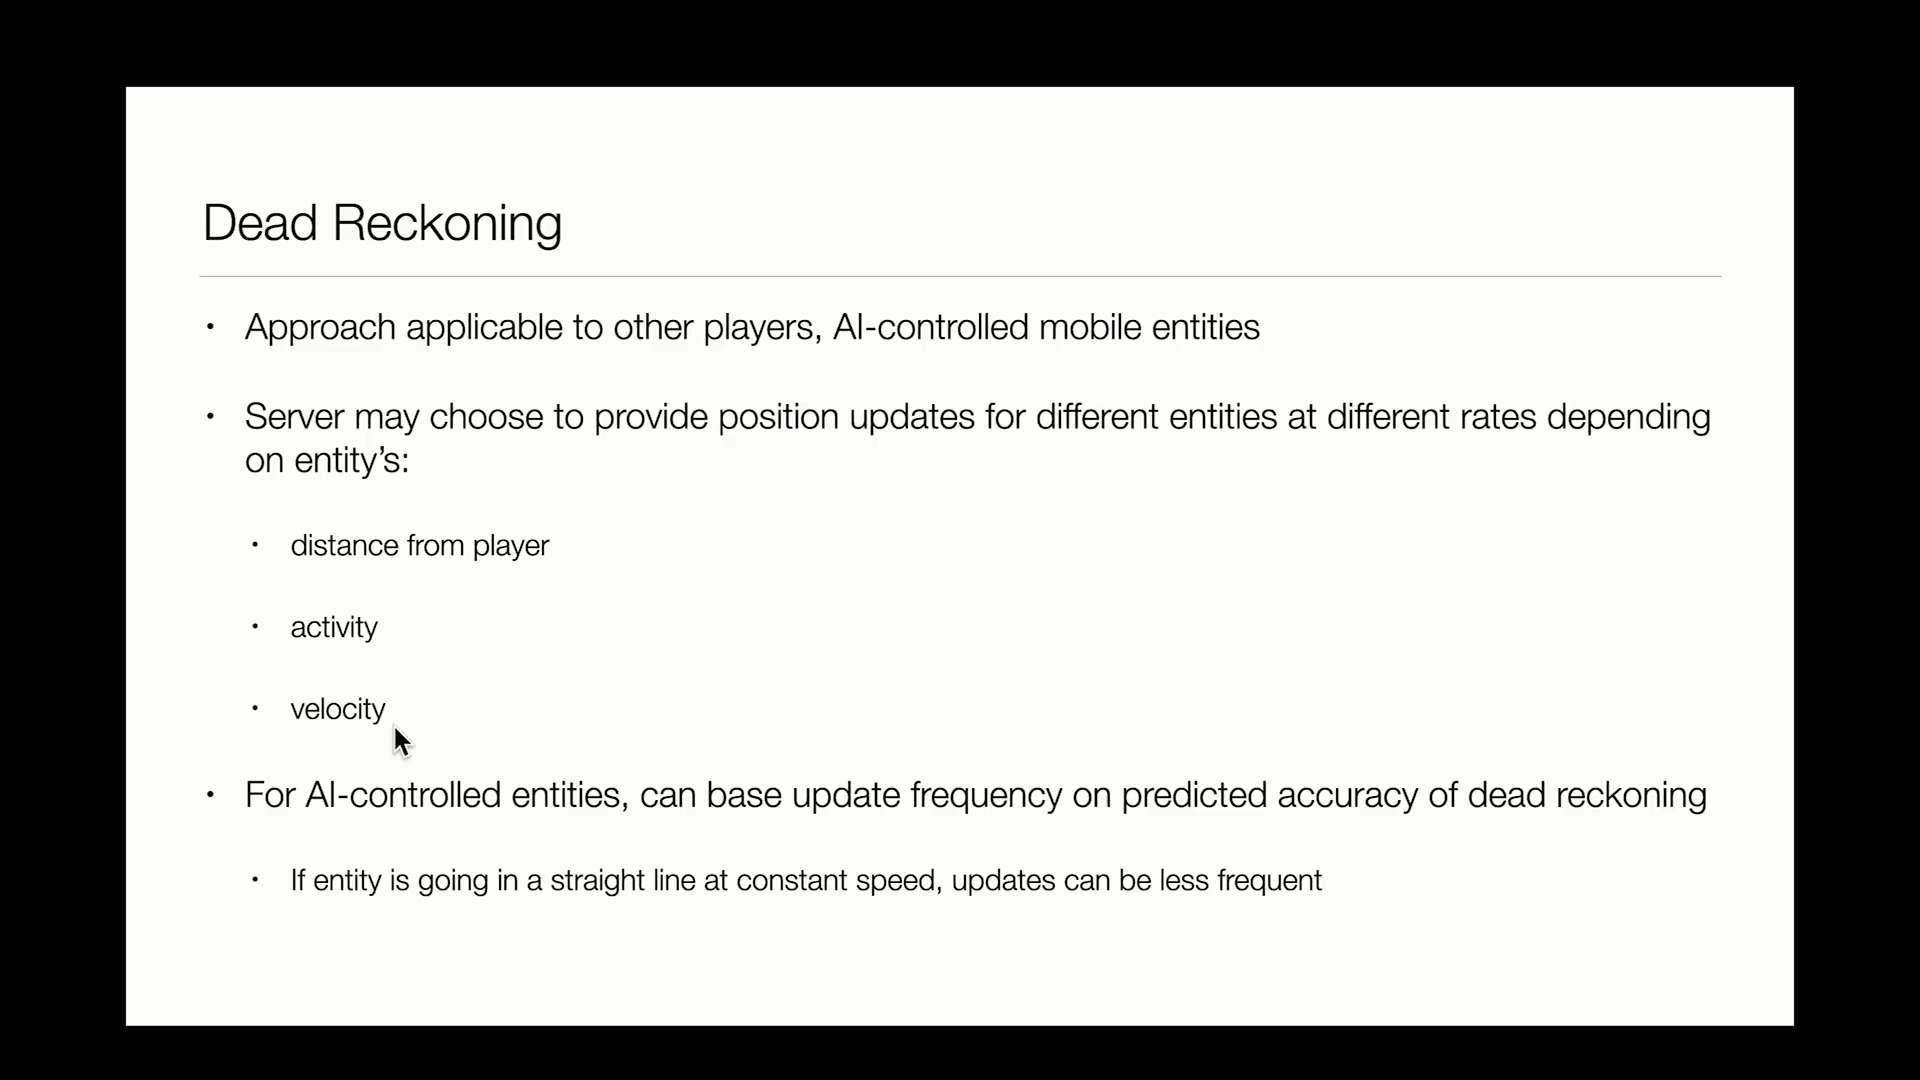 Dead Reckoning
• Approach applicable to other players, AI-controlled mobile entities
• Server may choose to provide position updates for different entities at different rates depending
on entity’s:
• distance from player
• activity
• velocity
• For AI-controlled entities, can base update frequency on predicted accuracy of dead reckoning
• If entity is going in a straight line at constant speed, updates can be less frequent